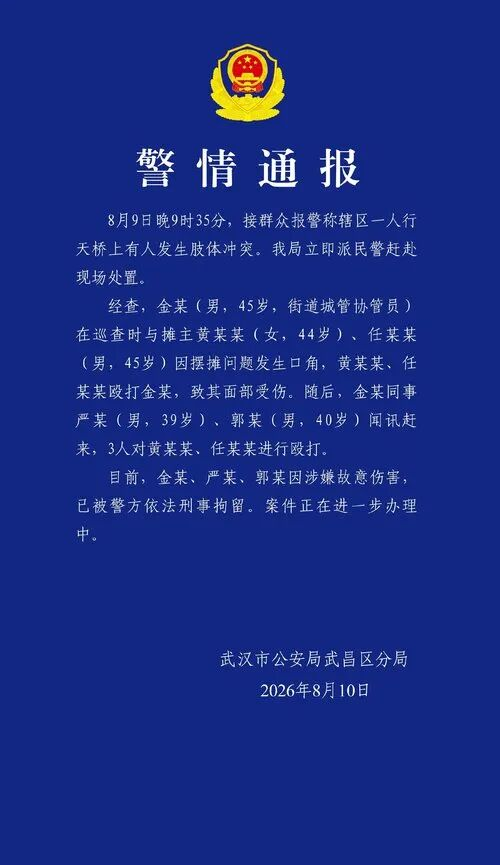 警情通报
8月9日晚9时35分，接群众报警称辖区一人行
天桥上有人发生肢体冲突。我局立即派民警赶赴
现场处置。
经查，金某（男，45岁，街道城管协管员）
在巡查时与摊主黄某某（女，44岁）、任某某
（男，45岁）因摆摊问题发生口角，黄某某、任
某某殴打金某，致其面部受伤。随后，金某同事
严某（男，39岁）、郭某（男，40岁）闻讯赶
来，3人对黄某某、任某某进行殴打。
目前，金某、严某、郭某因涉嫌故意伤害，
已被警方依法刑事拘留。案件正在进一步办理
中。
武汉市公安局武昌区分局
2026年8月10日